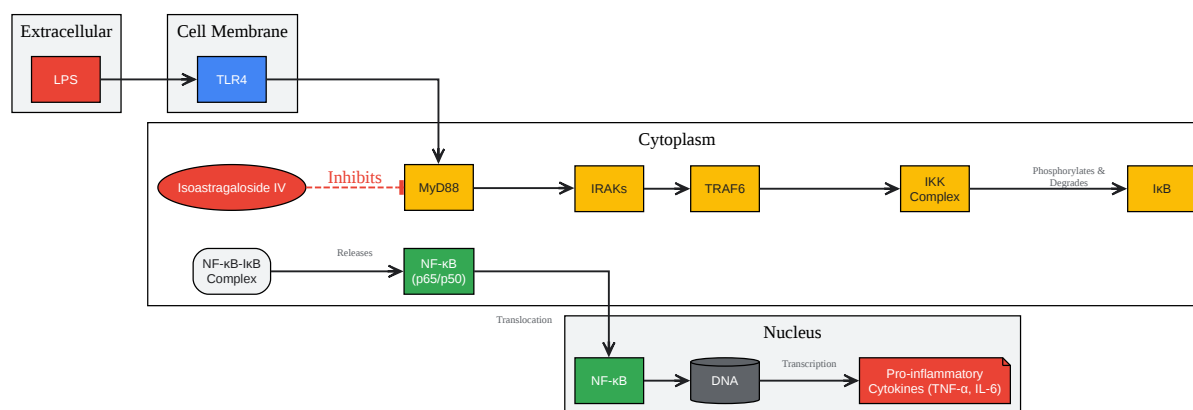 Extracellular
Cell Membrane
LPS
TLR4
Cytoplasm
Isoastragaloside IV
Inhibits
MyD88
IRAKs
TRAF6
IKK
Complex
Phosphorylates &
Degrades
IκB
NF-κB-IκB
Complex
Releases
NF-κB
(p65/p50)
Translocation
Nucleus
NF-κB
DNA
Transcription
Pro-inflammatory
Cytokines (TNF-α, IL-6)